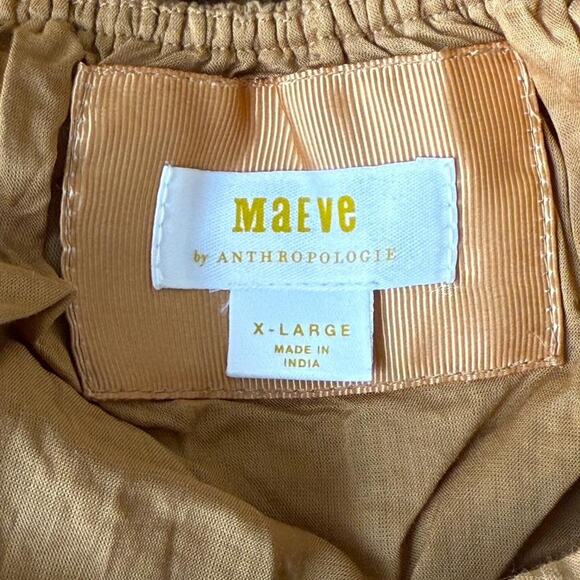 MaEVe
by ANTHROPOLOGIE
X-LARGE
MADE IN
INDIA